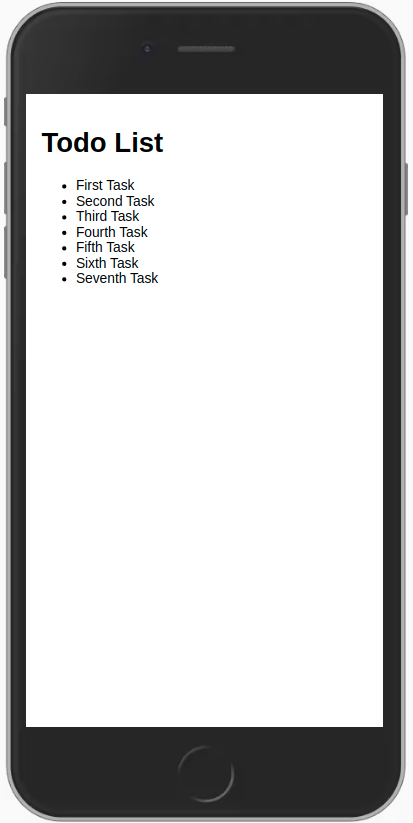 Todo List
First Task
Second Task
Third Task
Fourth Task
Fifth Task
Sixth Task
Seventh Task